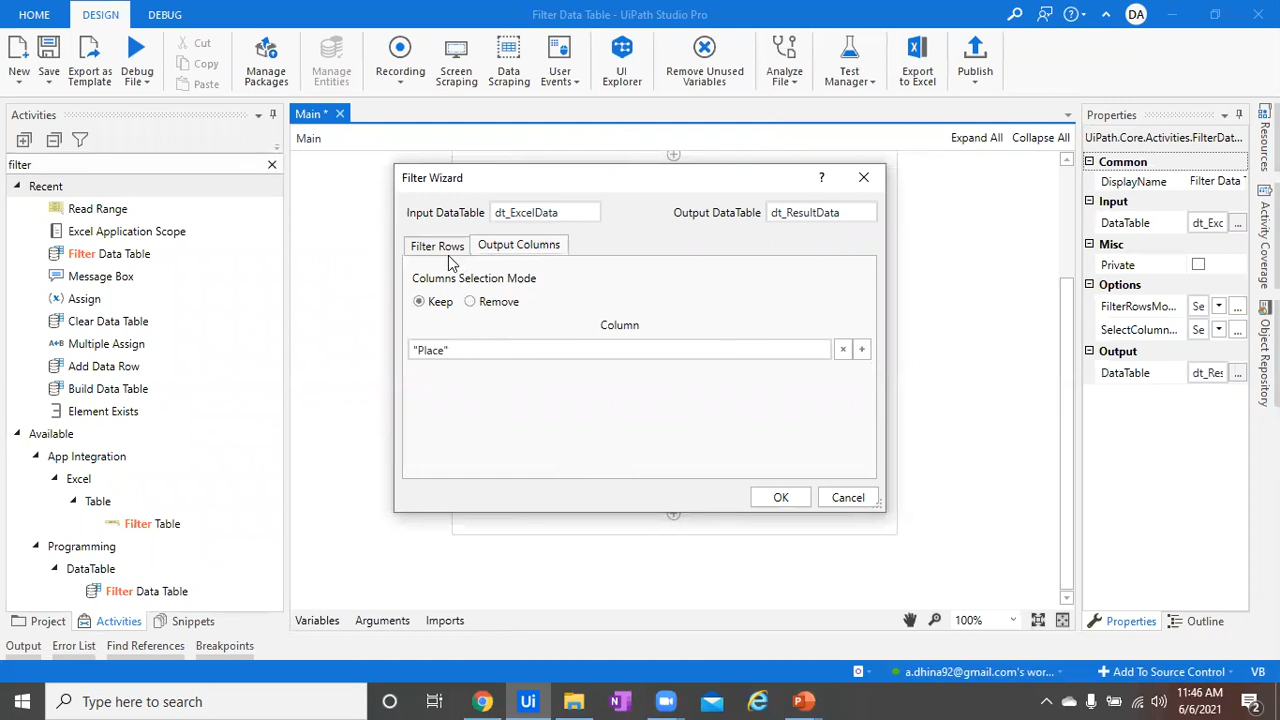 HOME
DESIGN
DEBUG
Filter Data Table - UiPath Studio Pro
DA
New
Save
Export as Template
Debug File
Cut
Copy
Paste
Manage Packages
Manage Entities
Recording
Screen Scraping
Data Scraping
User Events
UI Explorer
Remove Unused Variables
Analyze File
Test Manager
Export to Excel
Publish
Activities
filter
Recent
Read Range
Excel Application Scope
Filter Data Table
Message Box
Assign
Clear Data Table
Multiple Assign
Add Data Row
Build Data Table
Element Exists
Available
App Integration
Excel
Table
Filter Table
Programming
DataTable
Filter Data Table
Project
Activities
Snippets
Main *
Main
Expand All
Collapse All
Filter Wizard
?
Input DataTable
dt_ExcelData
Output DataTable
dt_ResultData
Filter Rows
Output Columns
Columns Selection Mode
Keep
Remove
Column
"Place"
OK
Cancel
Variables
Arguments
Imports
100%
Properties
UiPath.Core.Activities.FilterDat...
Common
DisplayName
Filter Data
Input
DataTable
dt_Exc
...
Misc
Private
Options
FilterRowsMo...
Se
...
SelectColumn...
Se
...
Output
DataTable
dt_Res
...
Properties
Outline
Resources
Activity Coverage
Object Repository
Output
Error List
Find References
Breakpoints
a.dhina92@gmail.com's wor...
Add To Source Control
VB
Type here to search
11:46 AM
6/6/2021
2